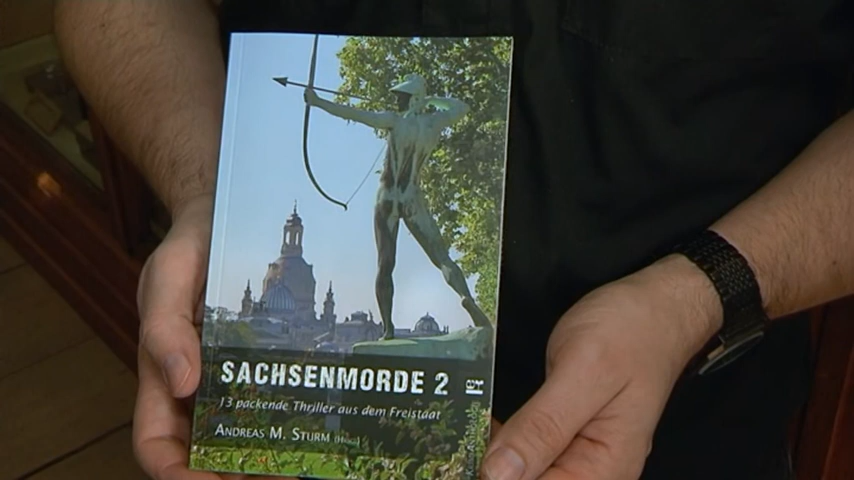 SACHSENMORDE 2
13 packende Thriller aus dem Freistaat
ANDREAS M. STURM (HRSG.)